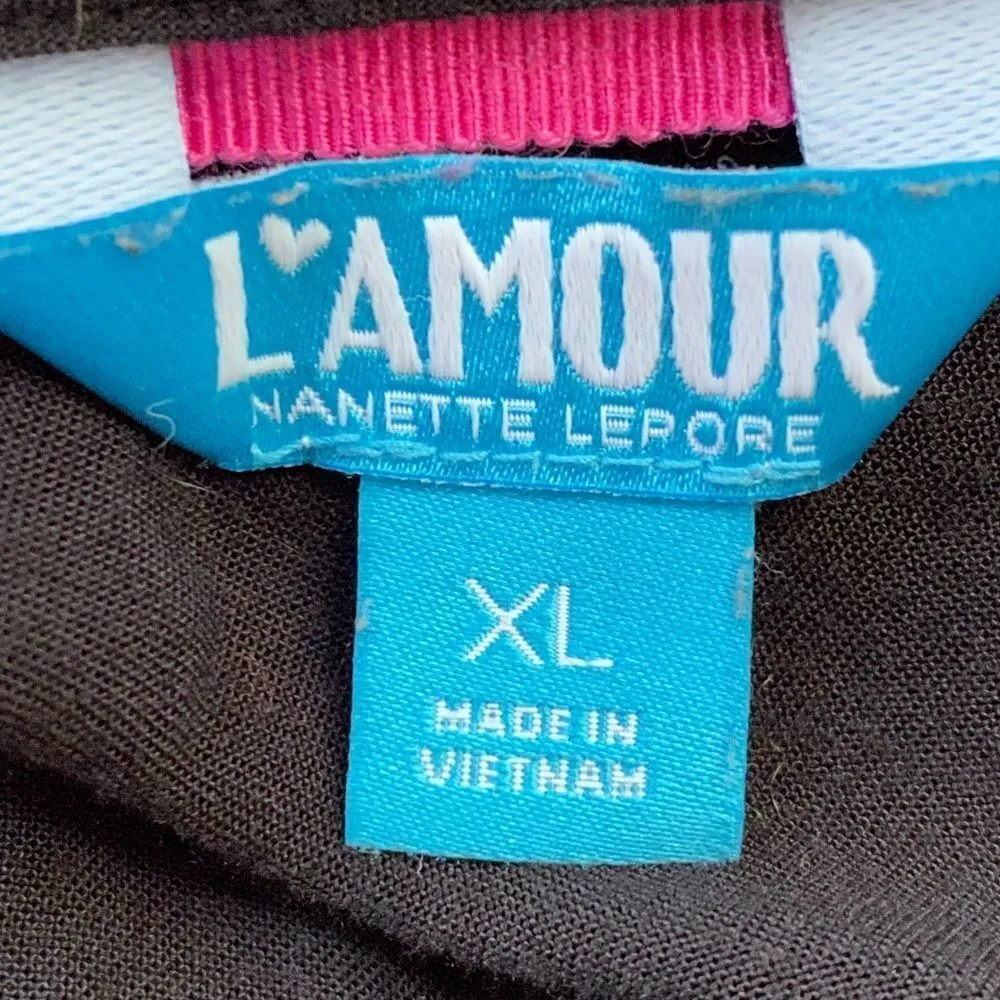 L'AMOUR
NANETTE LEPORE
XL
MADE IN
VIETNAM